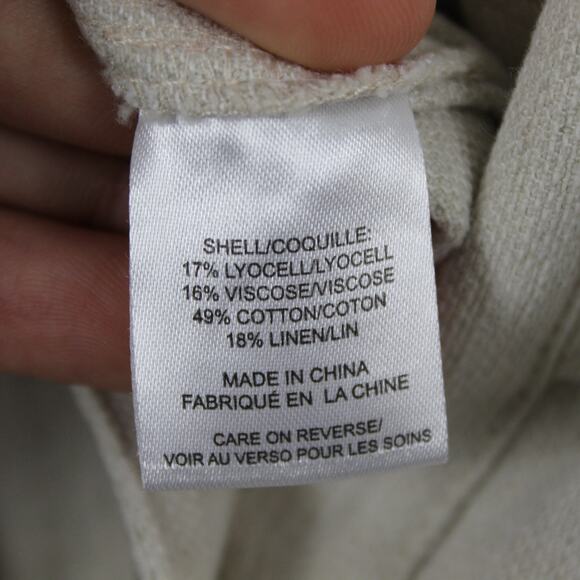 SHELL/COQUILLE:
17% LYOCELL/LYOCELL
16% VISCOSE/VISCOSE
49% COTTON/COTON
18% LINEN/LIN
MADE IN CHINA
FABRIQUÉ EN LA CHINE
CARE ON REVERSE/
VOIR AU VERSO POUR LES SOINS